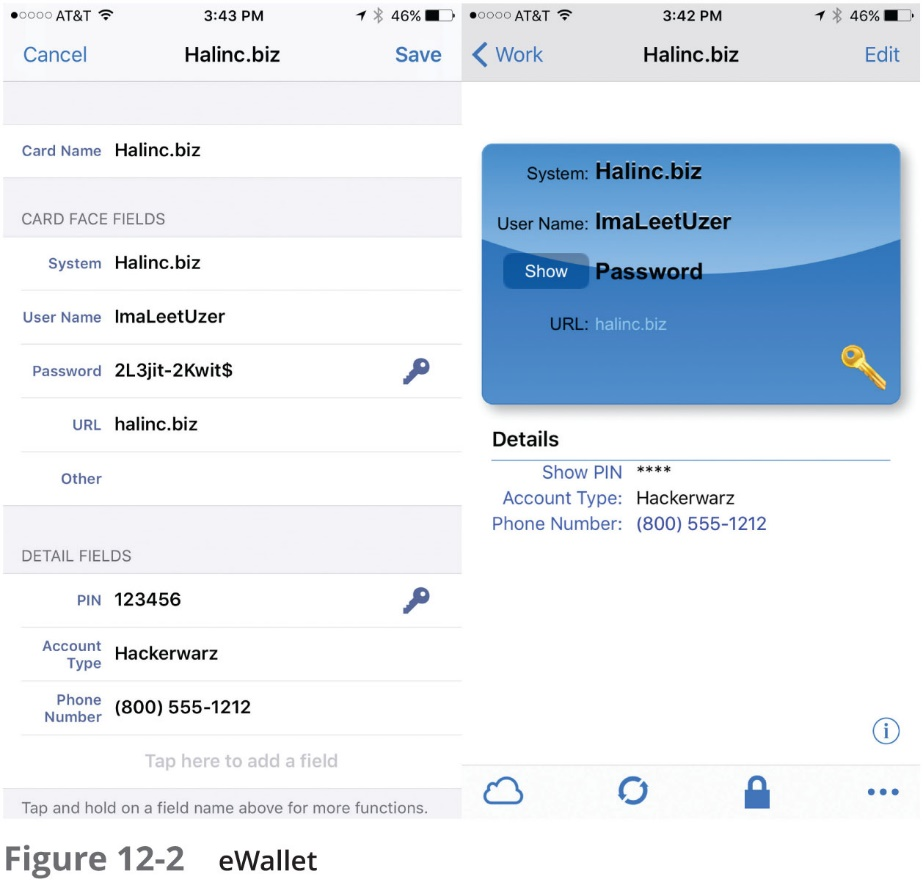 AT&T 3:43 PM 46%
Cancel Halinc.biz Save
Card Name Halinc.biz
CARD FACE FIELDS
System Halinc.biz
User Name ImaLeetUzer
Password 2L3jit-2Kwit$
URL halinc.biz
Other
DETAIL FIELDS
PIN 123456
Account
Type Hackerwarz
Phone
Number (800) 555-1212
Tap here to add a field
Tap and hold on a field name above for more functions.
AT&T 3:42 PM 46%
Work Halinc.biz Edit
System: Halinc.biz
User Name: ImaLeetUzer
Show Password
URL: halinc.biz
Details
Show PIN ****
Account Type: Hackerwarz
Phone Number: (800) 555-1212
Figure 12-2 eWallet